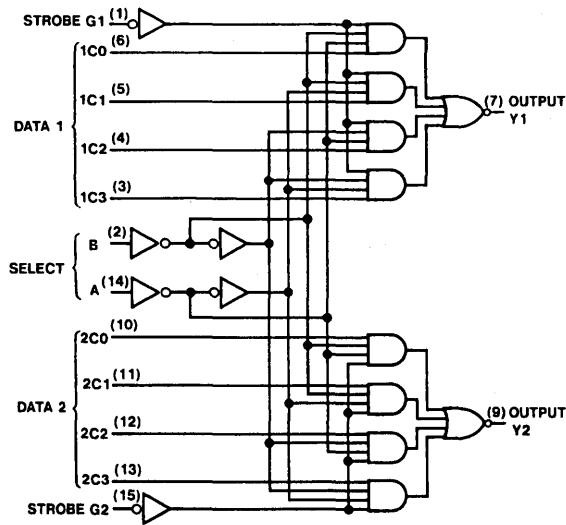 STROBE G1 (1)
1C0 (6)
1C1 (5)
DATA 1
1C2 (4)
1C3 (3)
(7) OUTPUT
Y1
B (2)
SELECT
A (14)
2C0 (10)
2C1 (11)
DATA 2
2C2 (12)
2C3 (13)
STROBE G2 (15)
(9) OUTPUT
Y2